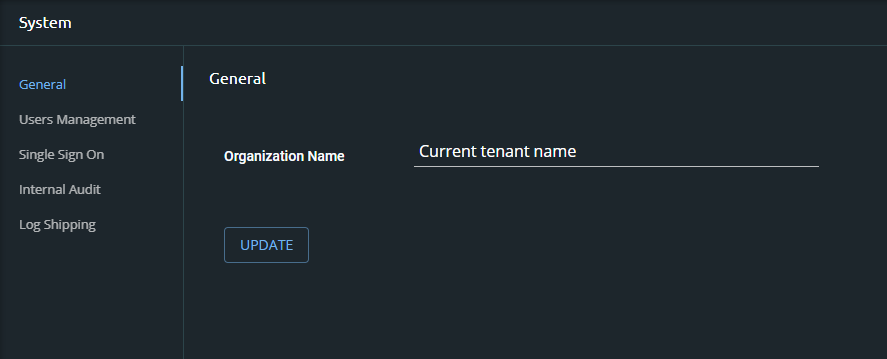 System
General
Users Management
Single Sign On
Internal Audit
Log Shipping
General
Organization Name
Current tenant name
UPDATE